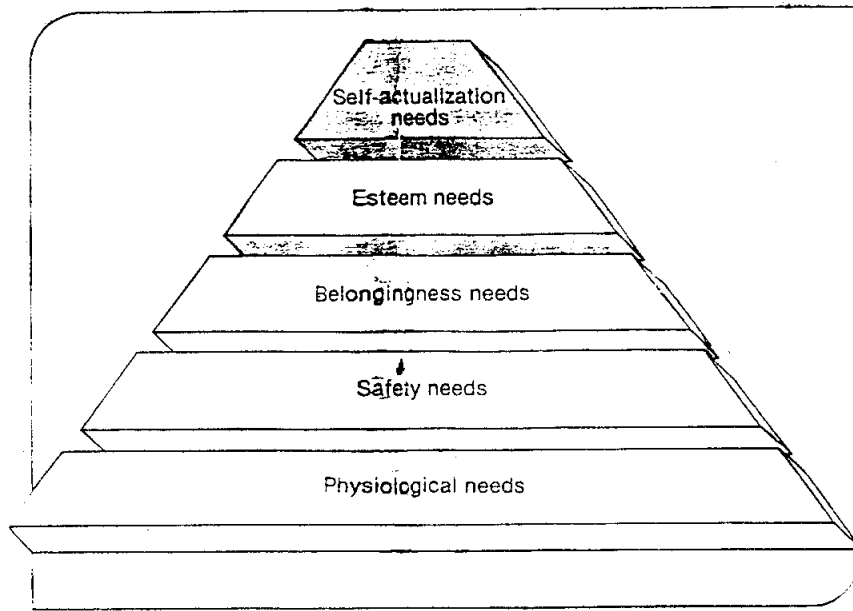 Self-actualization
needs
Esteem needs
Belongingness needs
Safety needs
Physiological needs